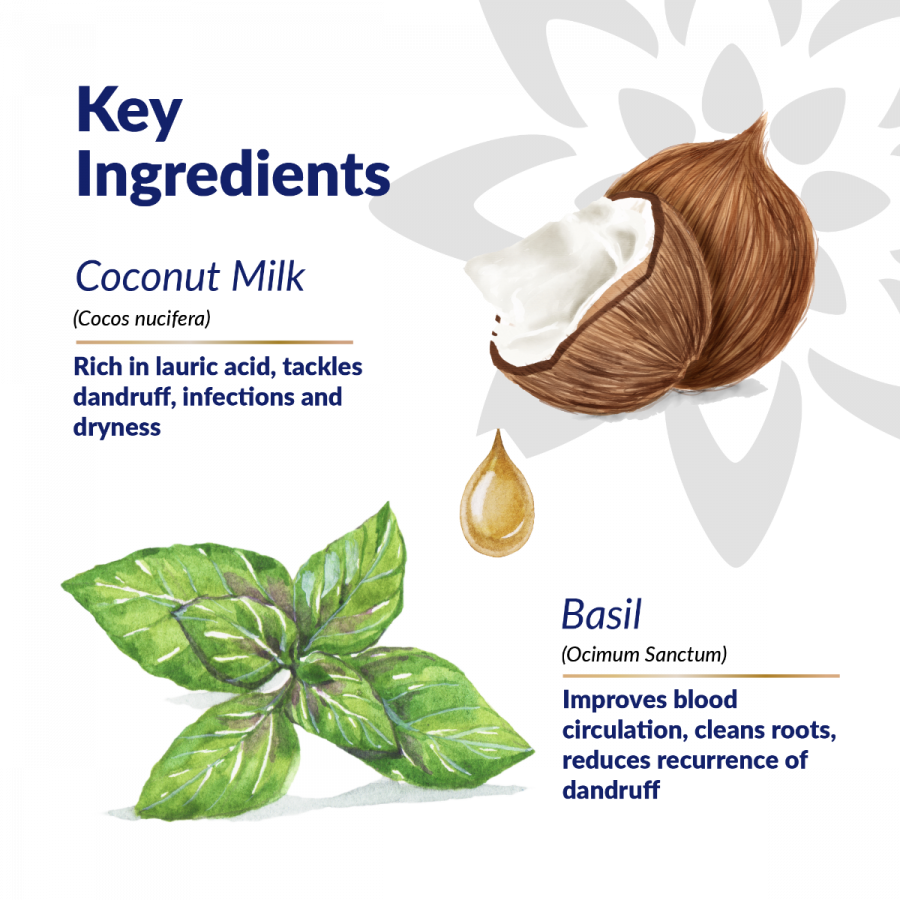 Key
Ingredients
Coconut Milk
(Cocos nucifera)
Rich in lauric acid, tackles
dandruff, infections and
dryness
Basil
(Ocimum Sanctum)
Improves blood
circulation, cleans roots,
reduces recurrence of
dandruff